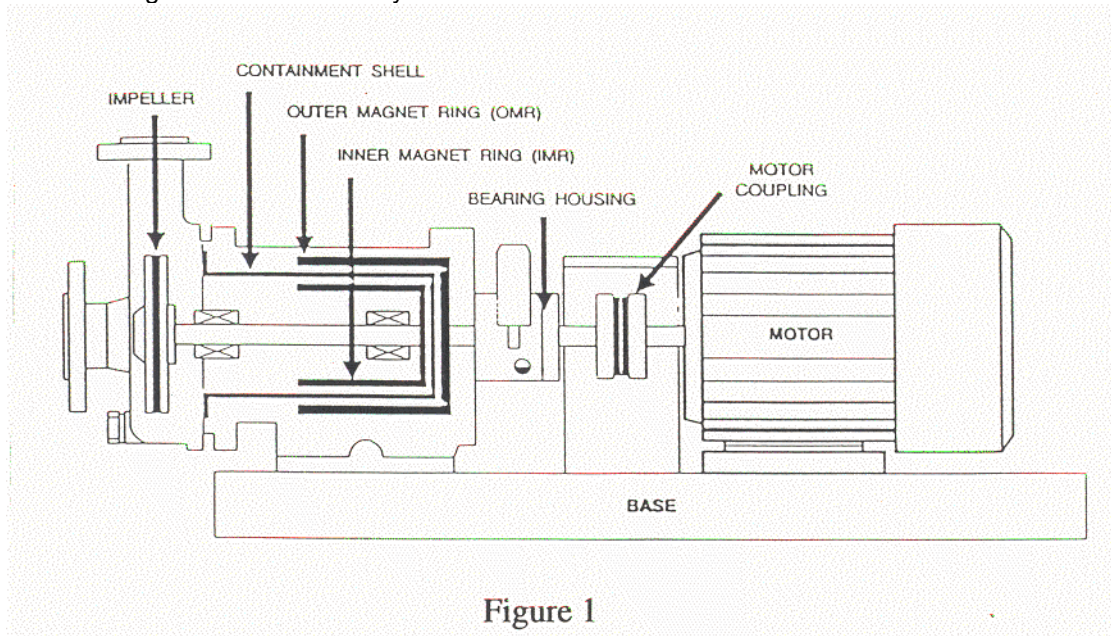 CONTAINMENT SHELL
IMPELLER
OUTER MAGNET RING (OMR)
INNER MAGNET RING (IMR)
BEARING HOUSING
MOTOR
COUPLING
MOTOR
BASE
Figure 1